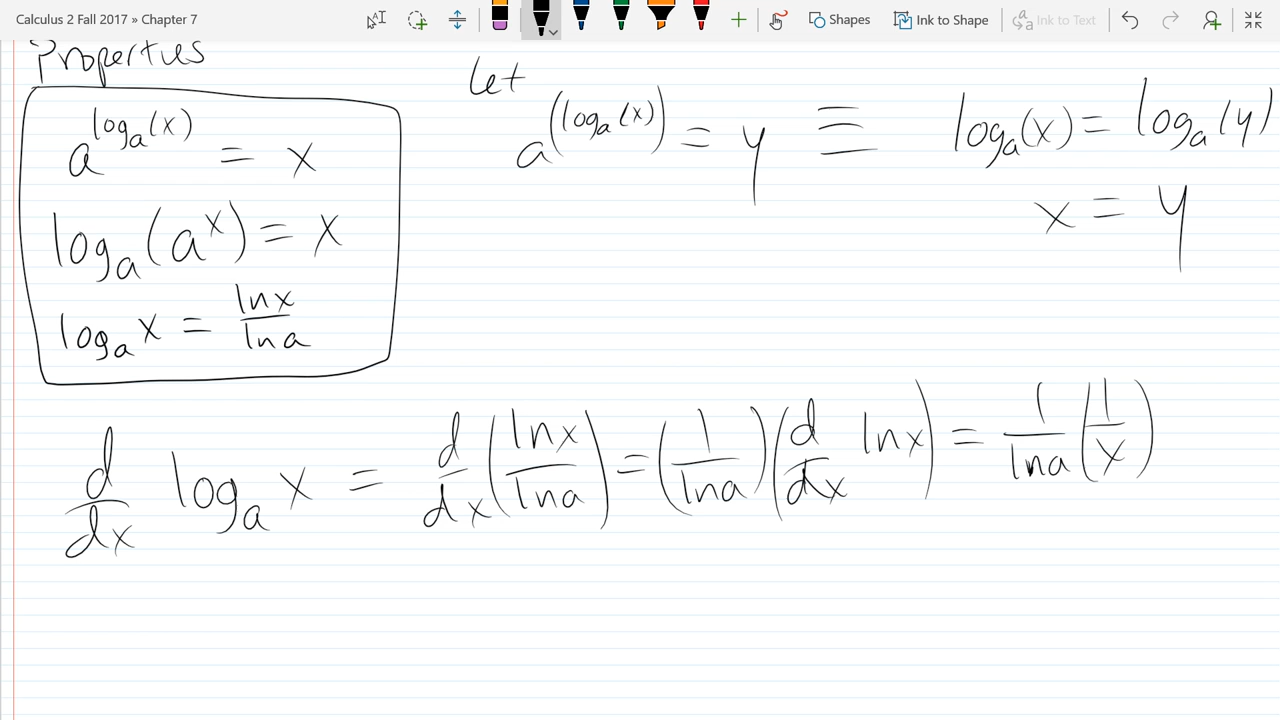 Calculus 2 Fall 2017 » Chapter 7
Shapes
Ink to Shape
Ink to Text
Properties
a^(log_a(x)) = x
log_a(a^x) = x
log_a x = ln x / ln a
let
a^(log_a(x)) = y ≡ log_a(x) = log_a(y)
x = y
d/dx log_a x = d/dx (ln x / ln a) = (1 / ln a)(d/dx ln x) = 1/ln a (1/x)